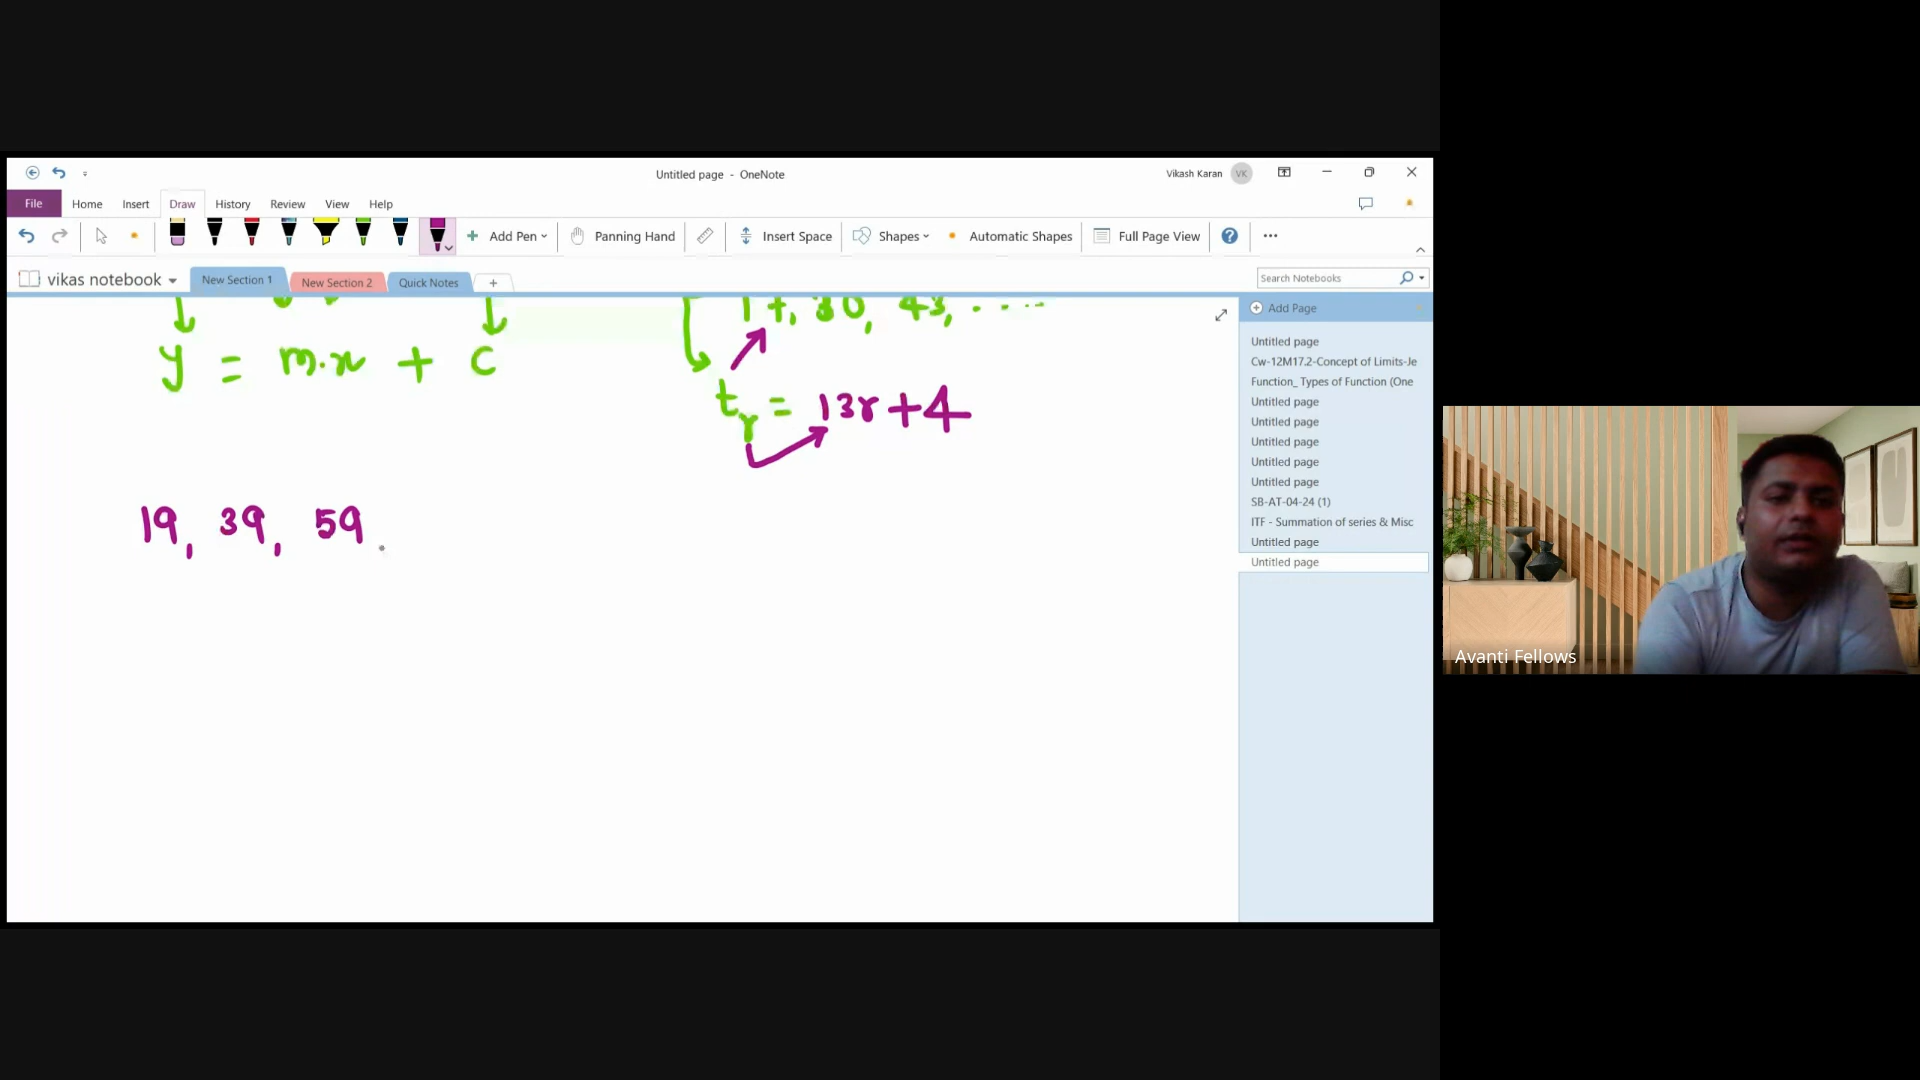 Untitled page - OneNote
Vikash Karan VK
File Home Insert Draw History Review View Help
Add Pen Panning Hand Insert Space Shapes Automatic Shapes Full Page View
vikas notebook New Section 1 New Section 2 Quick Notes + Search Notebooks
Add Page
Untitled page
Cw-12M17.2-Concept of Limits-Je
Function_ Types of Function (One
Untitled page
Untitled page
Untitled page
Untitled page
Untitled page
SB-AT-04-24 (1)
ITF - Summation of series & Misc
Untitled page
Untitled page
17, 30, 43, ....
y = m.x + c
tr = 13r + 4
19, 39, 59
Avanti Fellows